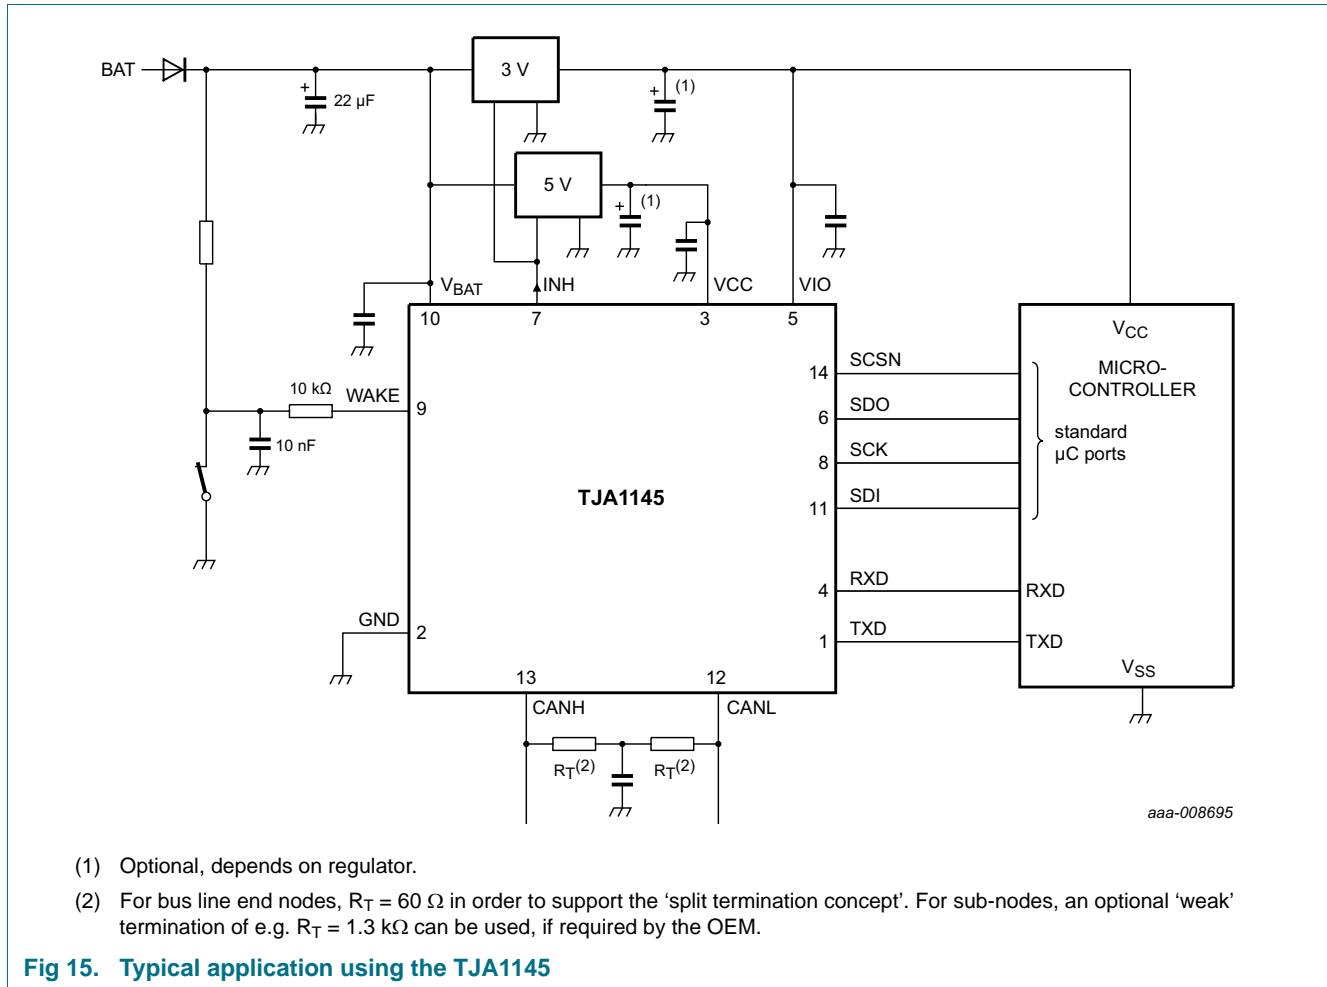 BAT
3 V
(1)
22 µF
5 V
(1)
VBAT
INH
VCC
VIO
10
7
3
5
VCC
MICRO-
CONTROLLER
14
SCSN
6
SDO
standard
µC ports
8
SCK
11
SDI
10 kΩ
WAKE
9
10 nF
TJA1145
4
RXD
RXD
1
TXD
TXD
GND
2
VSS
13
12
CANH
CANL
RT(2)
RT(2)
aaa-008695
(1) Optional, depends on regulator.
(2) For bus line end nodes, RT = 60 Ω in order to support the ‘split termination concept’. For sub-nodes, an optional ‘weak’
termination of e.g. RT = 1.3 kΩ can be used, if required by the OEM.
Fig 15. Typical application using the TJA1145